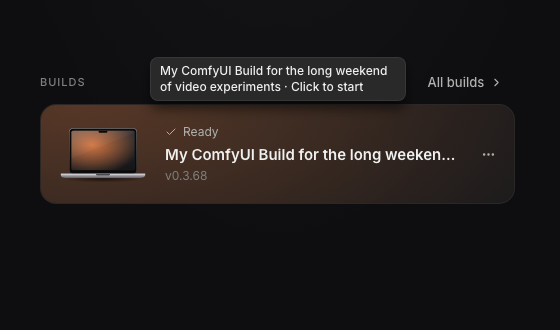 My ComfyUI Build for the long weekend
of video experiments · Click to start
BUILDS
All builds
Ready
My ComfyUI Build for the long weeken...
v0.3.68